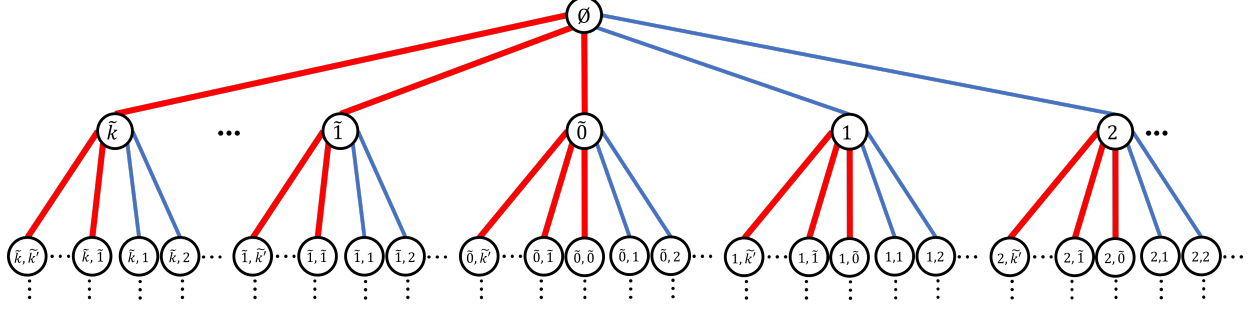 ∅
k̃ ... 1̃ 0̃ 1 2 ...
k̃, k̃′ ... k̃, 1̃ k̃, 1 k̃, 2 ... 1̃, k̃′ ... 1̃, 1̃ 1̃, 1 1̃, 2 ... 0̃, k̃′ ... 0̃, 1̃ 0̃, 0̃ 0̃, 1 0̃, 2 ... 1, k̃′ ... 1, 1̃ 1, 0̃ 1,1 1,2 ... 2, k̃′ ... 2, 1̃ 2, 0̃ 2,1 2,2 ...